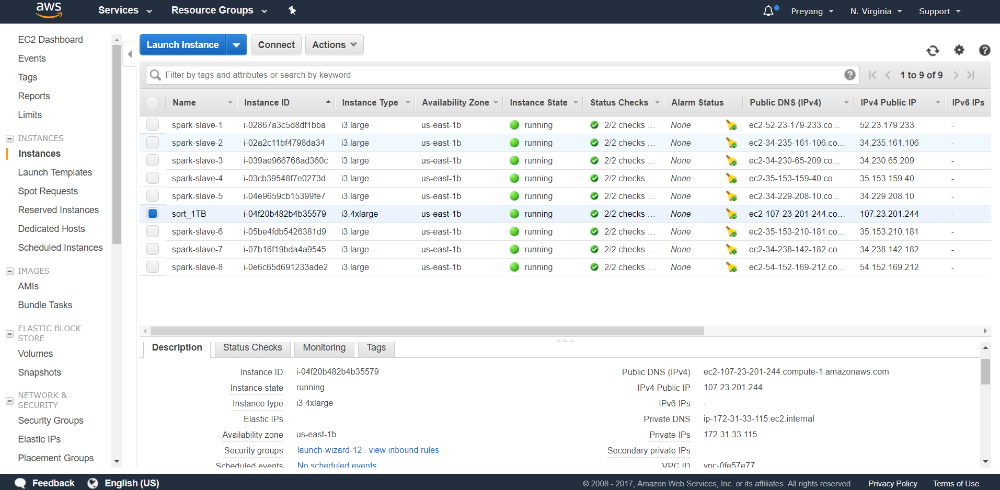 aws Services Resource Groups Preyang N. Virginia Support
EC2 Dashboard
Events
Tags
Reports
Limits
INSTANCES
Instances
Launch Templates
Spot Requests
Reserved Instances
Dedicated Hosts
Scheduled Instances
IMAGES
AMIs
Bundle Tasks
ELASTIC BLOCK
STORE
Volumes
Snapshots
NETWORK &
SECURITY
Security Groups
Elastic IPs
Placement Groups
Launch Instance Connect Actions
Filter by tags and attributes or search by keyword 1 to 9 of 9
Name Instance ID Instance Type Availability Zone Instance State Status Checks Alarm Status Public DNS (IPv4) IPv4 Public IP IPv6 IPs
spark-slave-1 i-02867a3c5d8df1bba i3.large us-east-1b running 2/2 checks ... None ec2-52-23-179-233.co... 52.23.179.233 -
spark-slave-2 i-02a2c11bf4798da34 i3.large us-east-1b running 2/2 checks ... None ec2-34-235-161-106.co... 34.235.161.106 -
spark-slave-3 i-039ae966766ad360c i3.large us-east-1b running 2/2 checks ... None ec2-34-230-65-209.co... 34.230.65.209 -
spark-slave-4 i-03cb39548f7e0273d i3.large us-east-1b running 2/2 checks ... None ec2-35-153-159-40.co... 35.153.159.40 -
spark-slave-5 i-04e9659cb15399fe7 i3.large us-east-1b running 2/2 checks ... None ec2-34-229-208-10.co... 34.229.208.10 -
sort_1TB i-04f20b482b4b35579 i3.4xlarge us-east-1b running 2/2 checks ... None ec2-107-23-201-244.co... 107.23.201.244 -
spark-slave-6 i-05be4fdb5426381d9 i3.large us-east-1b running 2/2 checks ... None ec2-35-153-210-181.co... 35.153.210.181 -
spark-slave-7 i-07b16f19bda4a9545 i3.large us-east-1b running 2/2 checks ... None ec2-34-238-142-182.co... 34.238.142.182 -
spark-slave-8 i-0e6c65d691233ade2 i3.large us-east-1b running 2/2 checks ... None ec2-54-152-169-212.co... 54.152.169.212 -
Description Status Checks Monitoring Tags
Instance ID i-04f20b482b4b35579 Public DNS (IPv4) ec2-107-23-201-244.compute-1.amazonaws.com
Instance state running IPv4 Public IP 107.23.201.244
Instance type i3.4xlarge IPv6 IPs -
Elastic IPs Private DNS ip-172-31-33-115.ec2.internal
Availability zone us-east-1b Private IPs 172.31.33.115
Security groups launch-wizard-12. view inbound rules Secondary private IPs
Scheduled events No scheduled events VPC ID vpc-0fe57e77
Feedback English (US) © 2008 - 2017, Amazon Web Services, Inc. or its affiliates. All rights reserved. Privacy Policy Terms of Use